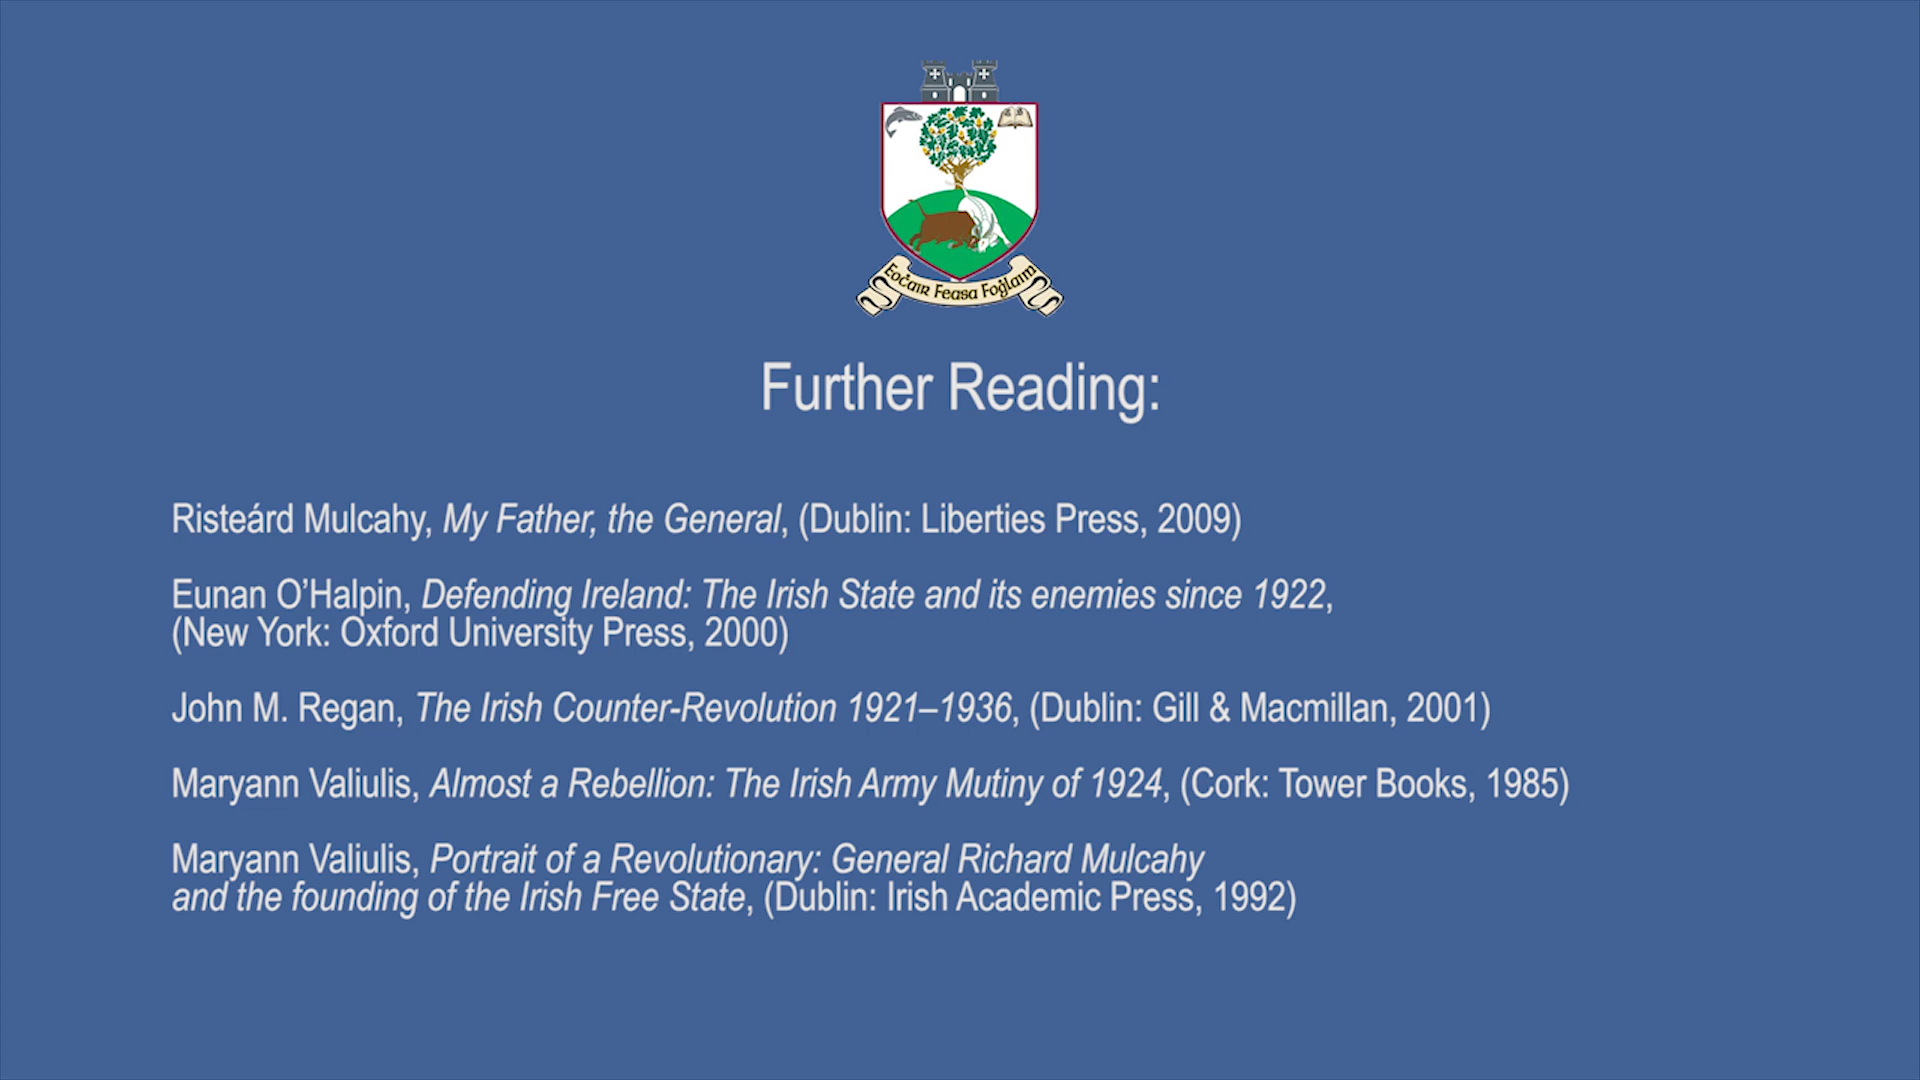 Eoċaır Feasa Foġlaım
Further Reading:
Risteárd Mulcahy, My Father, the General, (Dublin: Liberties Press, 2009)
Eunan O’Halpin, Defending Ireland: The Irish State and its enemies since 1922,
(New York: Oxford University Press, 2000)
John M. Regan, The Irish Counter-Revolution 1921–1936, (Dublin: Gill & Macmillan, 2001)
Maryann Valiulis, Almost a Rebellion: The Irish Army Mutiny of 1924, (Cork: Tower Books, 1985)
Maryann Valiulis, Portrait of a Revolutionary: General Richard Mulcahy
and the founding of the Irish Free State, (Dublin: Irish Academic Press, 1992)